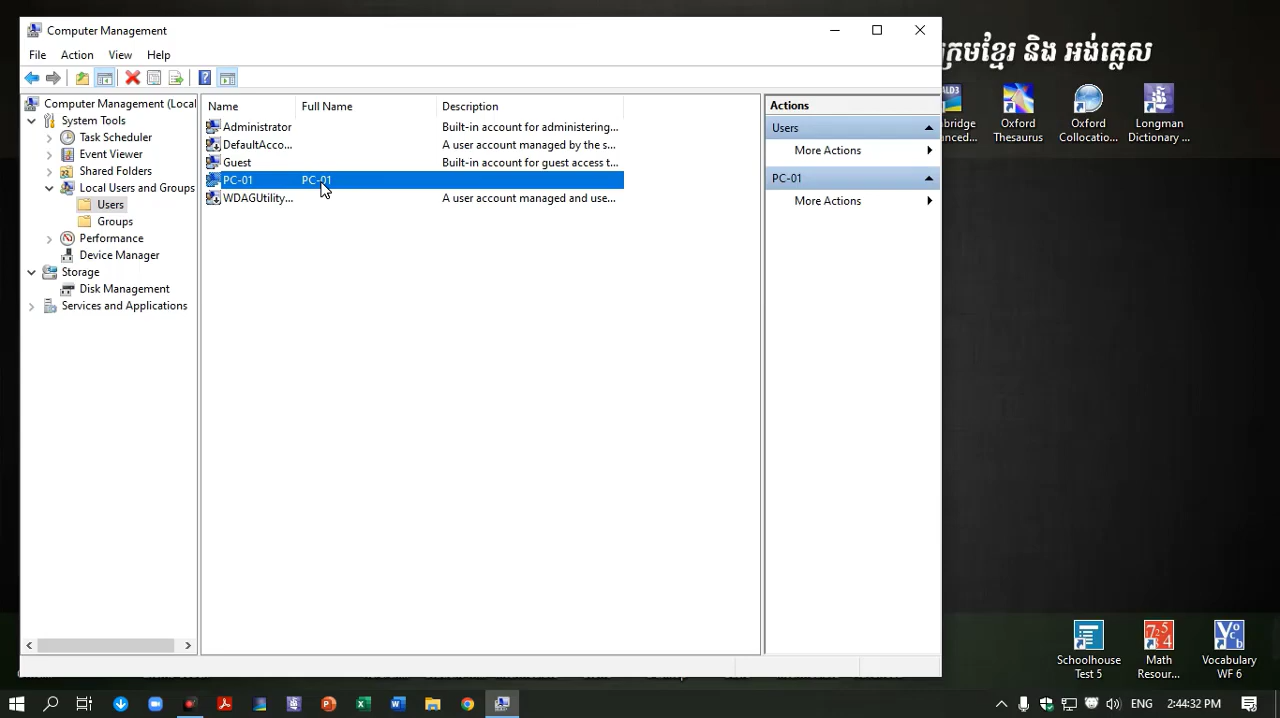 Computer Management
File Action View Help
Computer Management (Local
System Tools
Task Scheduler
Event Viewer
Shared Folders
Local Users and Groups
Users
Groups
Performance
Device Manager
Storage
Disk Management
Services and Applications
Name Full Name Description
Administrator Built-in account for administering...
DefaultAcco... A user account managed by the s...
Guest Built-in account for guest access t...
PC-01 PC-01
WDAGUtility... A user account managed and use...
Actions
Users
More Actions
PC-01
More Actions
ក្រមខ្មែរ និង អង់គ្លេស
Oxford Thesaurus
Oxford Collocatio...
Longman Dictionary ...
Schoolhouse Test 5
Math Resour...
Vocabulary WF 6
ENG 2:44:32 PM